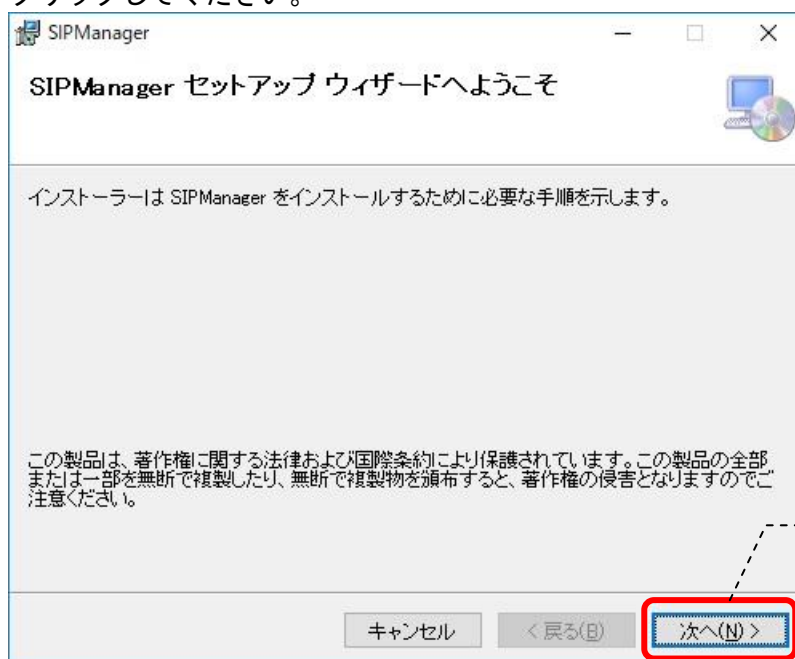 クリックしてください。
SIPManager
SIPManager セットアップ ウィザードへようこそ
インストーラーは SIPManager をインストールするために必要な手順を示します。
この製品は、著作権に関する法律および国際条約により保護されています。この製品の全部
または一部を無断で複製したり、無断で複製物を頒布すると、著作権の侵害となりますのでご
注意ください。
キャンセル
< 戻る(B)
次へ(N) >